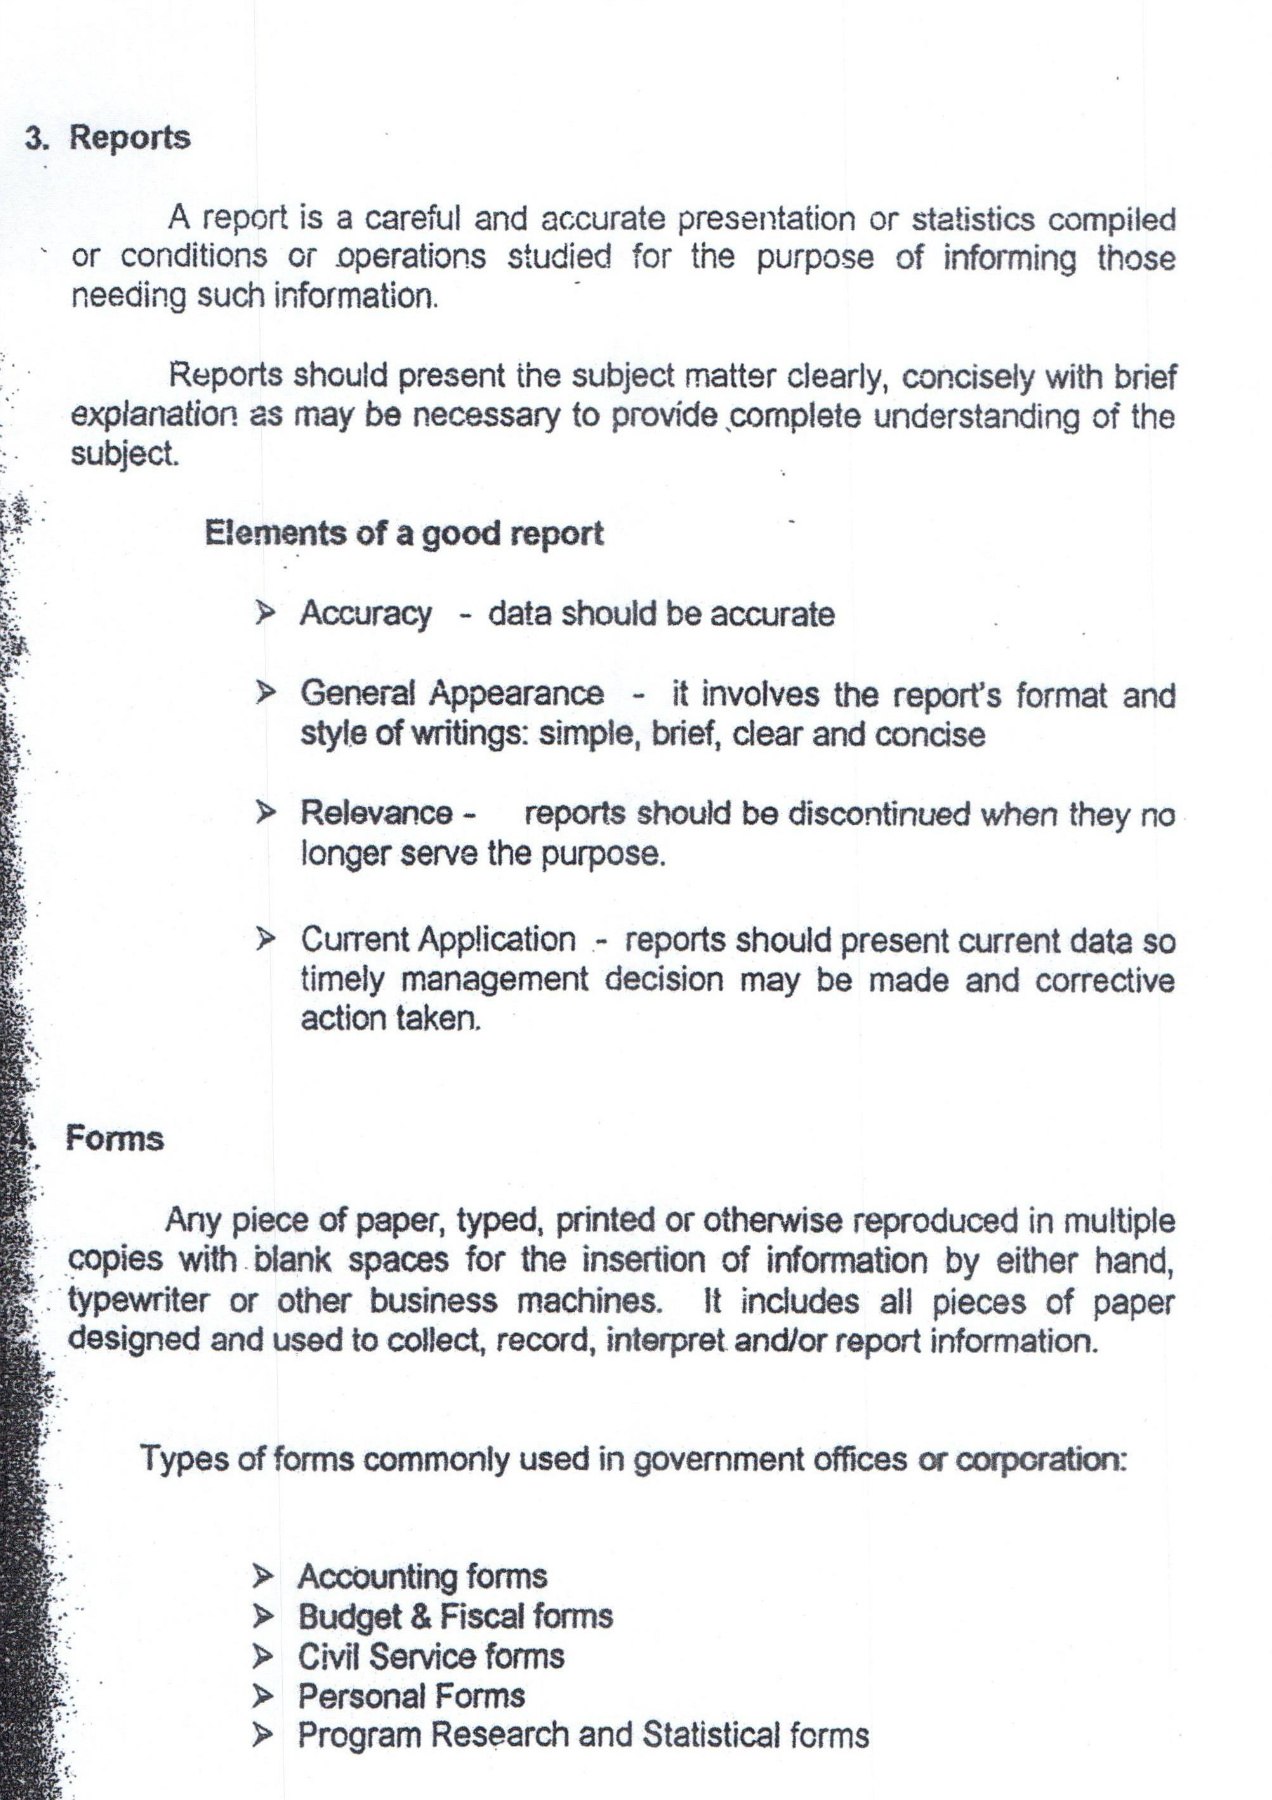 3. Reports
A report is a careful and accurate presentation or statistics compiled
or conditions or operations studied for the purpose of informing those
needing such information.
Reports should present the subject matter clearly, concisely with brief
explanation as may be necessary to provide complete understanding of the
subject.
Elements of a good report
➢ Accuracy - data should be accurate
➢ General Appearance - it involves the report's format and
style of writings: simple, brief, clear and concise
➢ Relevance - reports should be discontinued when they no
longer serve the purpose.
➢ Current Application - reports should present current data so
timely management decision may be made and corrective
action taken.
4. Forms
Any piece of paper, typed, printed or otherwise reproduced in multiple
copies with blank spaces for the insertion of information by either hand,
typewriter or other business machines. It includes all pieces of paper
designed and used to collect, record, interpret and/or report information.
Types of forms commonly used in government offices or corporation:
➢ Accounting forms
➢ Budget & Fiscal forms
➢ Civil Service forms
➢ Personal Forms
➢ Program Research and Statistical forms